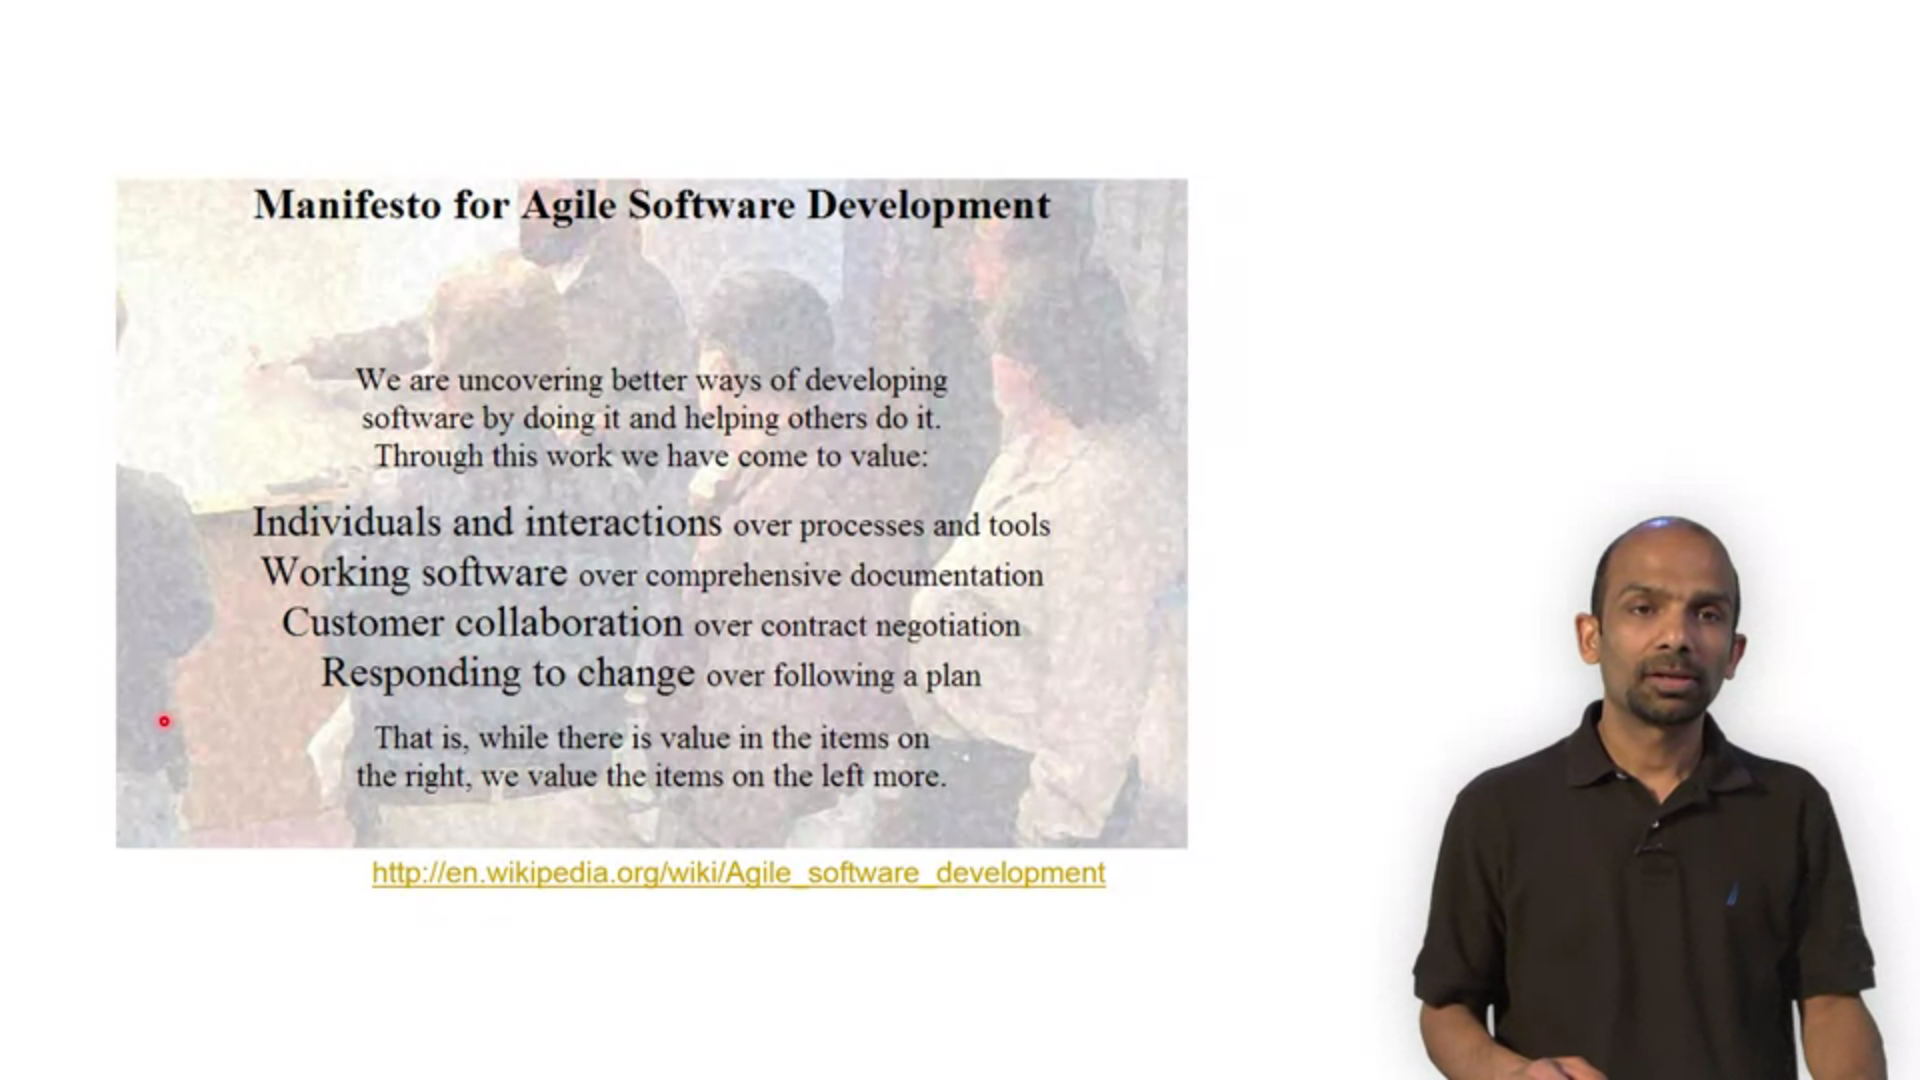 Manifesto for Agile Software Development
We are uncovering better ways of developing
software by doing it and helping others do it.
Through this work we have come to value:
Individuals and interactions over processes and tools
Working software over comprehensive documentation
Customer collaboration over contract negotiation
Responding to change over following a plan
That is, while there is value in the items on
the right, we value the items on the left more.
http://en.wikipedia.org/wiki/Agile_software_development